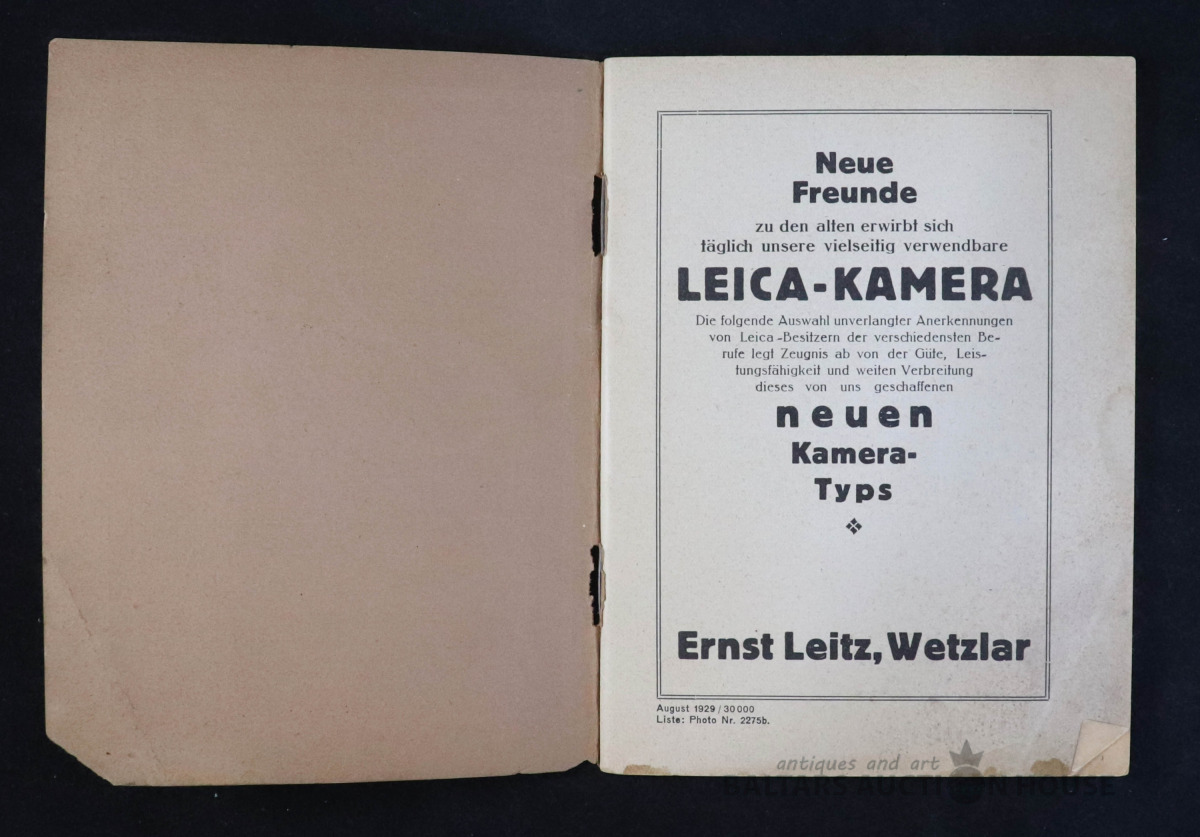 Neue
Freunde
zu den alten erwirbt sich
täglich unsere vielseitig verwendbare
LEICA-KAMERA
Die folgende Auswahl unverlangter Anerkennungen
von Leica-Besitzern der verschiedensten Be-
rufe legt Zeugnis ab von der Güte, Leis-
tungsfähigkeit und weiten Verbreitung
dieses von uns geschaffenen
neuen
Kamera-
Typs
Ernst Leitz, Wetzlar
August 1929 / 30000
Liste: Photo Nr. 2275b.
antiques and art
BALTARS AUCTION HOUSE